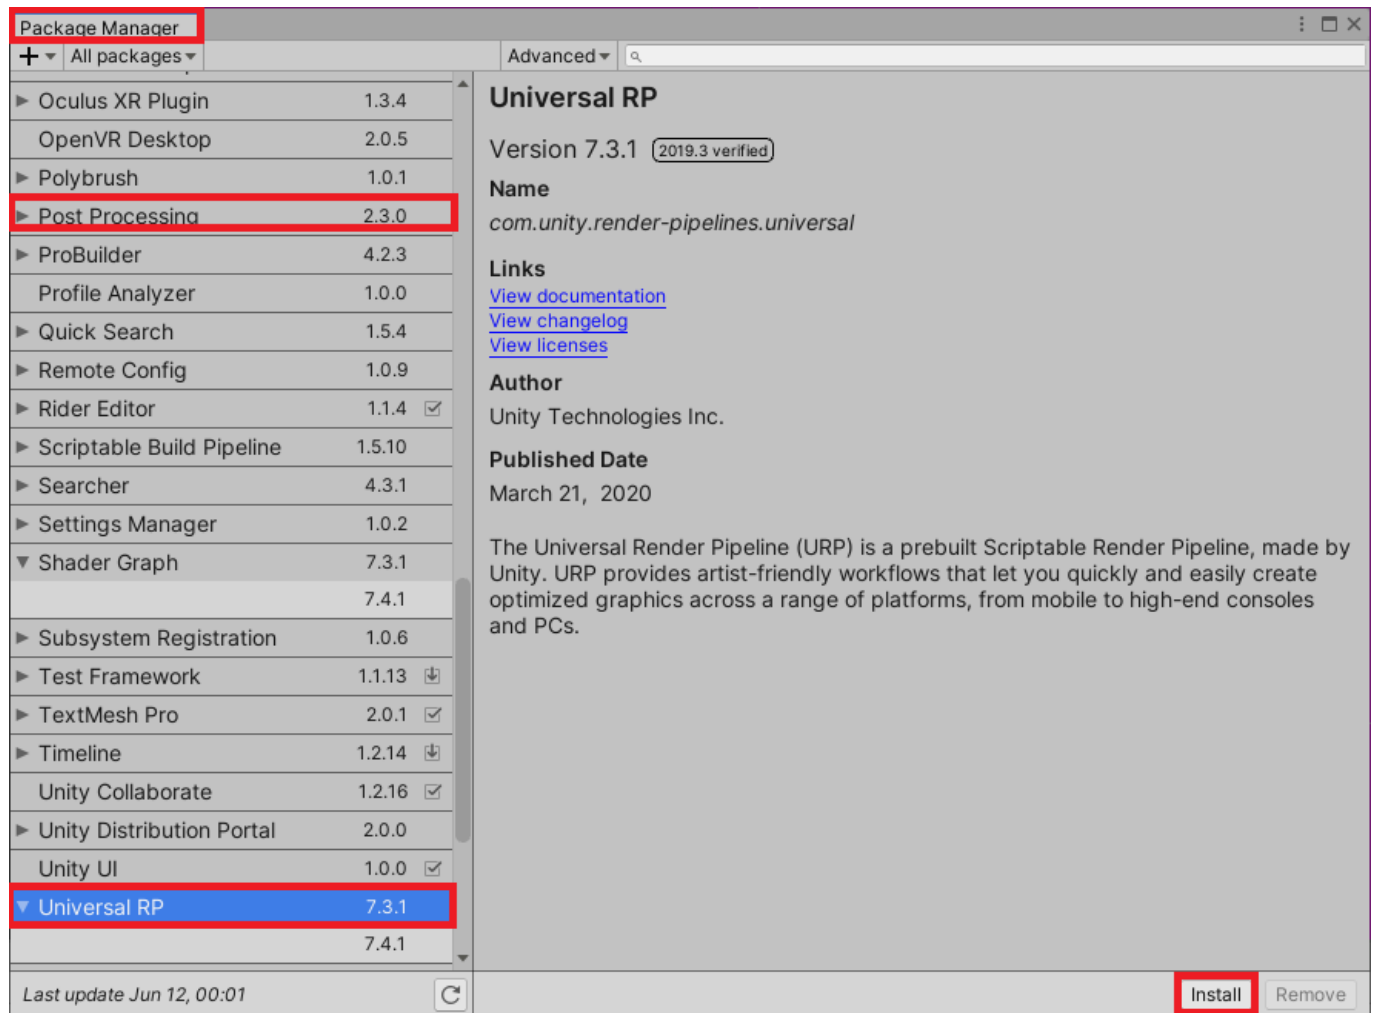 Package Manager
+ All packages
Advanced
Oculus XR Plugin 1.3.4
OpenVR Desktop 2.0.5
Polybrush 1.0.1
Post Processing 2.3.0
ProBuilder 4.2.3
Profile Analyzer 1.0.0
Quick Search 1.5.4
Remote Config 1.0.9
Rider Editor 1.1.4
Scriptable Build Pipeline 1.5.10
Searcher 4.3.1
Settings Manager 1.0.2
Shader Graph 7.3.1
7.4.1
Subsystem Registration 1.0.6
Test Framework 1.1.13
TextMesh Pro 2.0.1
Timeline 1.2.14
Unity Collaborate 1.2.16
Unity Distribution Portal 2.0.0
Unity UI 1.0.0
Universal RP 7.3.1
7.4.1
Last update Jun 12, 00:01
Universal RP
Version 7.3.1 2019.3 verified
Name
com.unity.render-pipelines.universal
Links
View documentation
View changelog
View licenses
Author
Unity Technologies Inc.
Published Date
March 21, 2020
The Universal Render Pipeline (URP) is a prebuilt Scriptable Render Pipeline, made by
Unity. URP provides artist-friendly workflows that let you quickly and easily create
optimized graphics across a range of platforms, from mobile to high-end consoles
and PCs.
Install Remove